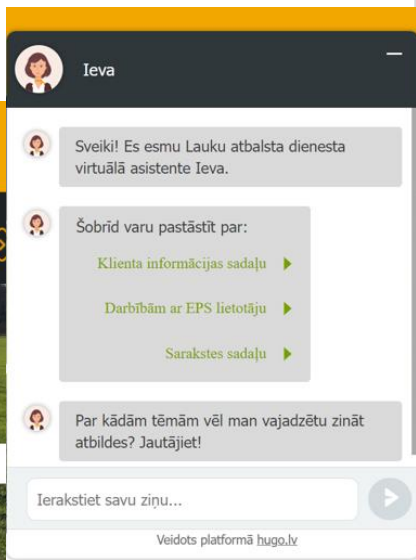 Ieva
Sveiki! Es esmu Lauku atbalsta dienesta
virtuālā asistente Ieva.
Šobrīd varu pastāstīt par:
Klienta informācijas sadaļu
Darbībām ar EPS lietotāju
Sarakstes sadaļu
Par kādām tēmām vēl man vajadzētu zināt
atbildes? Jautājiet!
Ierakstiet savu ziņu...
Veidots platformā hugo.lv